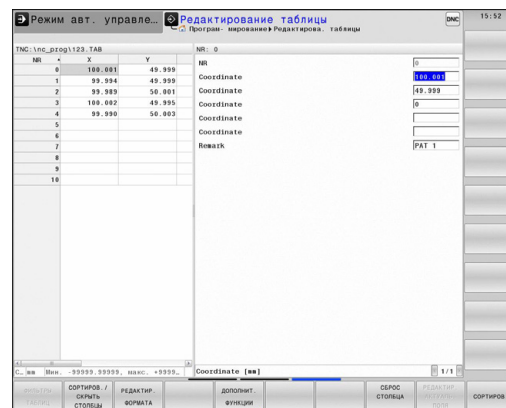 Режим авт. управле…
Редактирование таблицы
DNC
15:52
Програм- мирование Редактирова. таблицы
TNC:\nc_prog\123.TAB
NR: 0
NR X Y
0 100.001 49.999
1 99.994 49.999
2 99.989 50.001
3 100.002 49.995
4 99.990 50.003
5
6
7
8
9
10
NR 0
Coordinate 100.001
Coordinate 49.999
Coordinate 0
Coordinate
Coordinate
Remark PAT 1
Мин. -99999.99999, макс. +9999…
Coordinate [мм]
1/1
СОРТИРОВ. /
СКРЫТЬ
СТОЛБЦЫ
РЕДАКТИР.
ФОРМАТА
ДОПОЛНИТ.
ФУНКЦИИ
СБРОС
СТОЛБЦА
РЕДАКТИР
ПОЛЯ
СОРТИРОВ